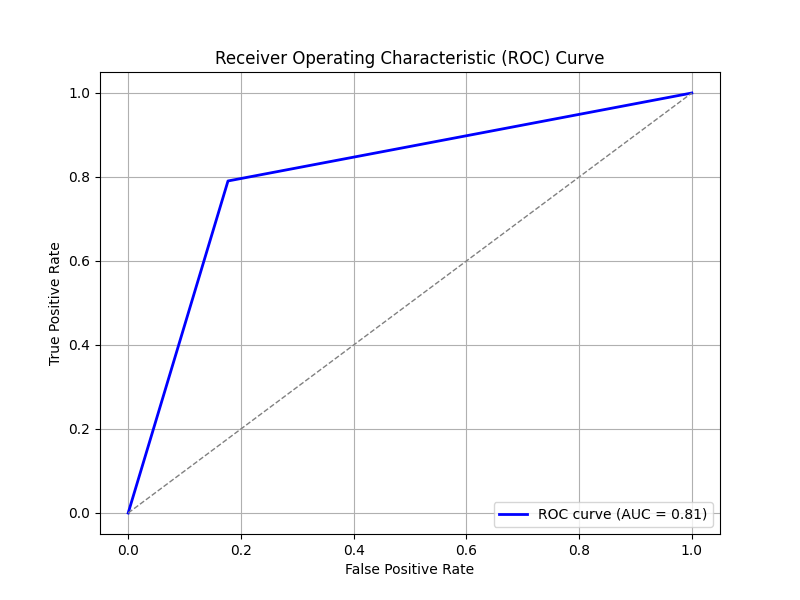 Receiver Operating Characteristic (ROC) Curve
True Positive Rate
1.0
0.8
0.6
0.4
0.2
0.0
ROC curve (AUC = 0.81)
0.0 0.2 0.4 0.6 0.8 1.0
False Positive Rate